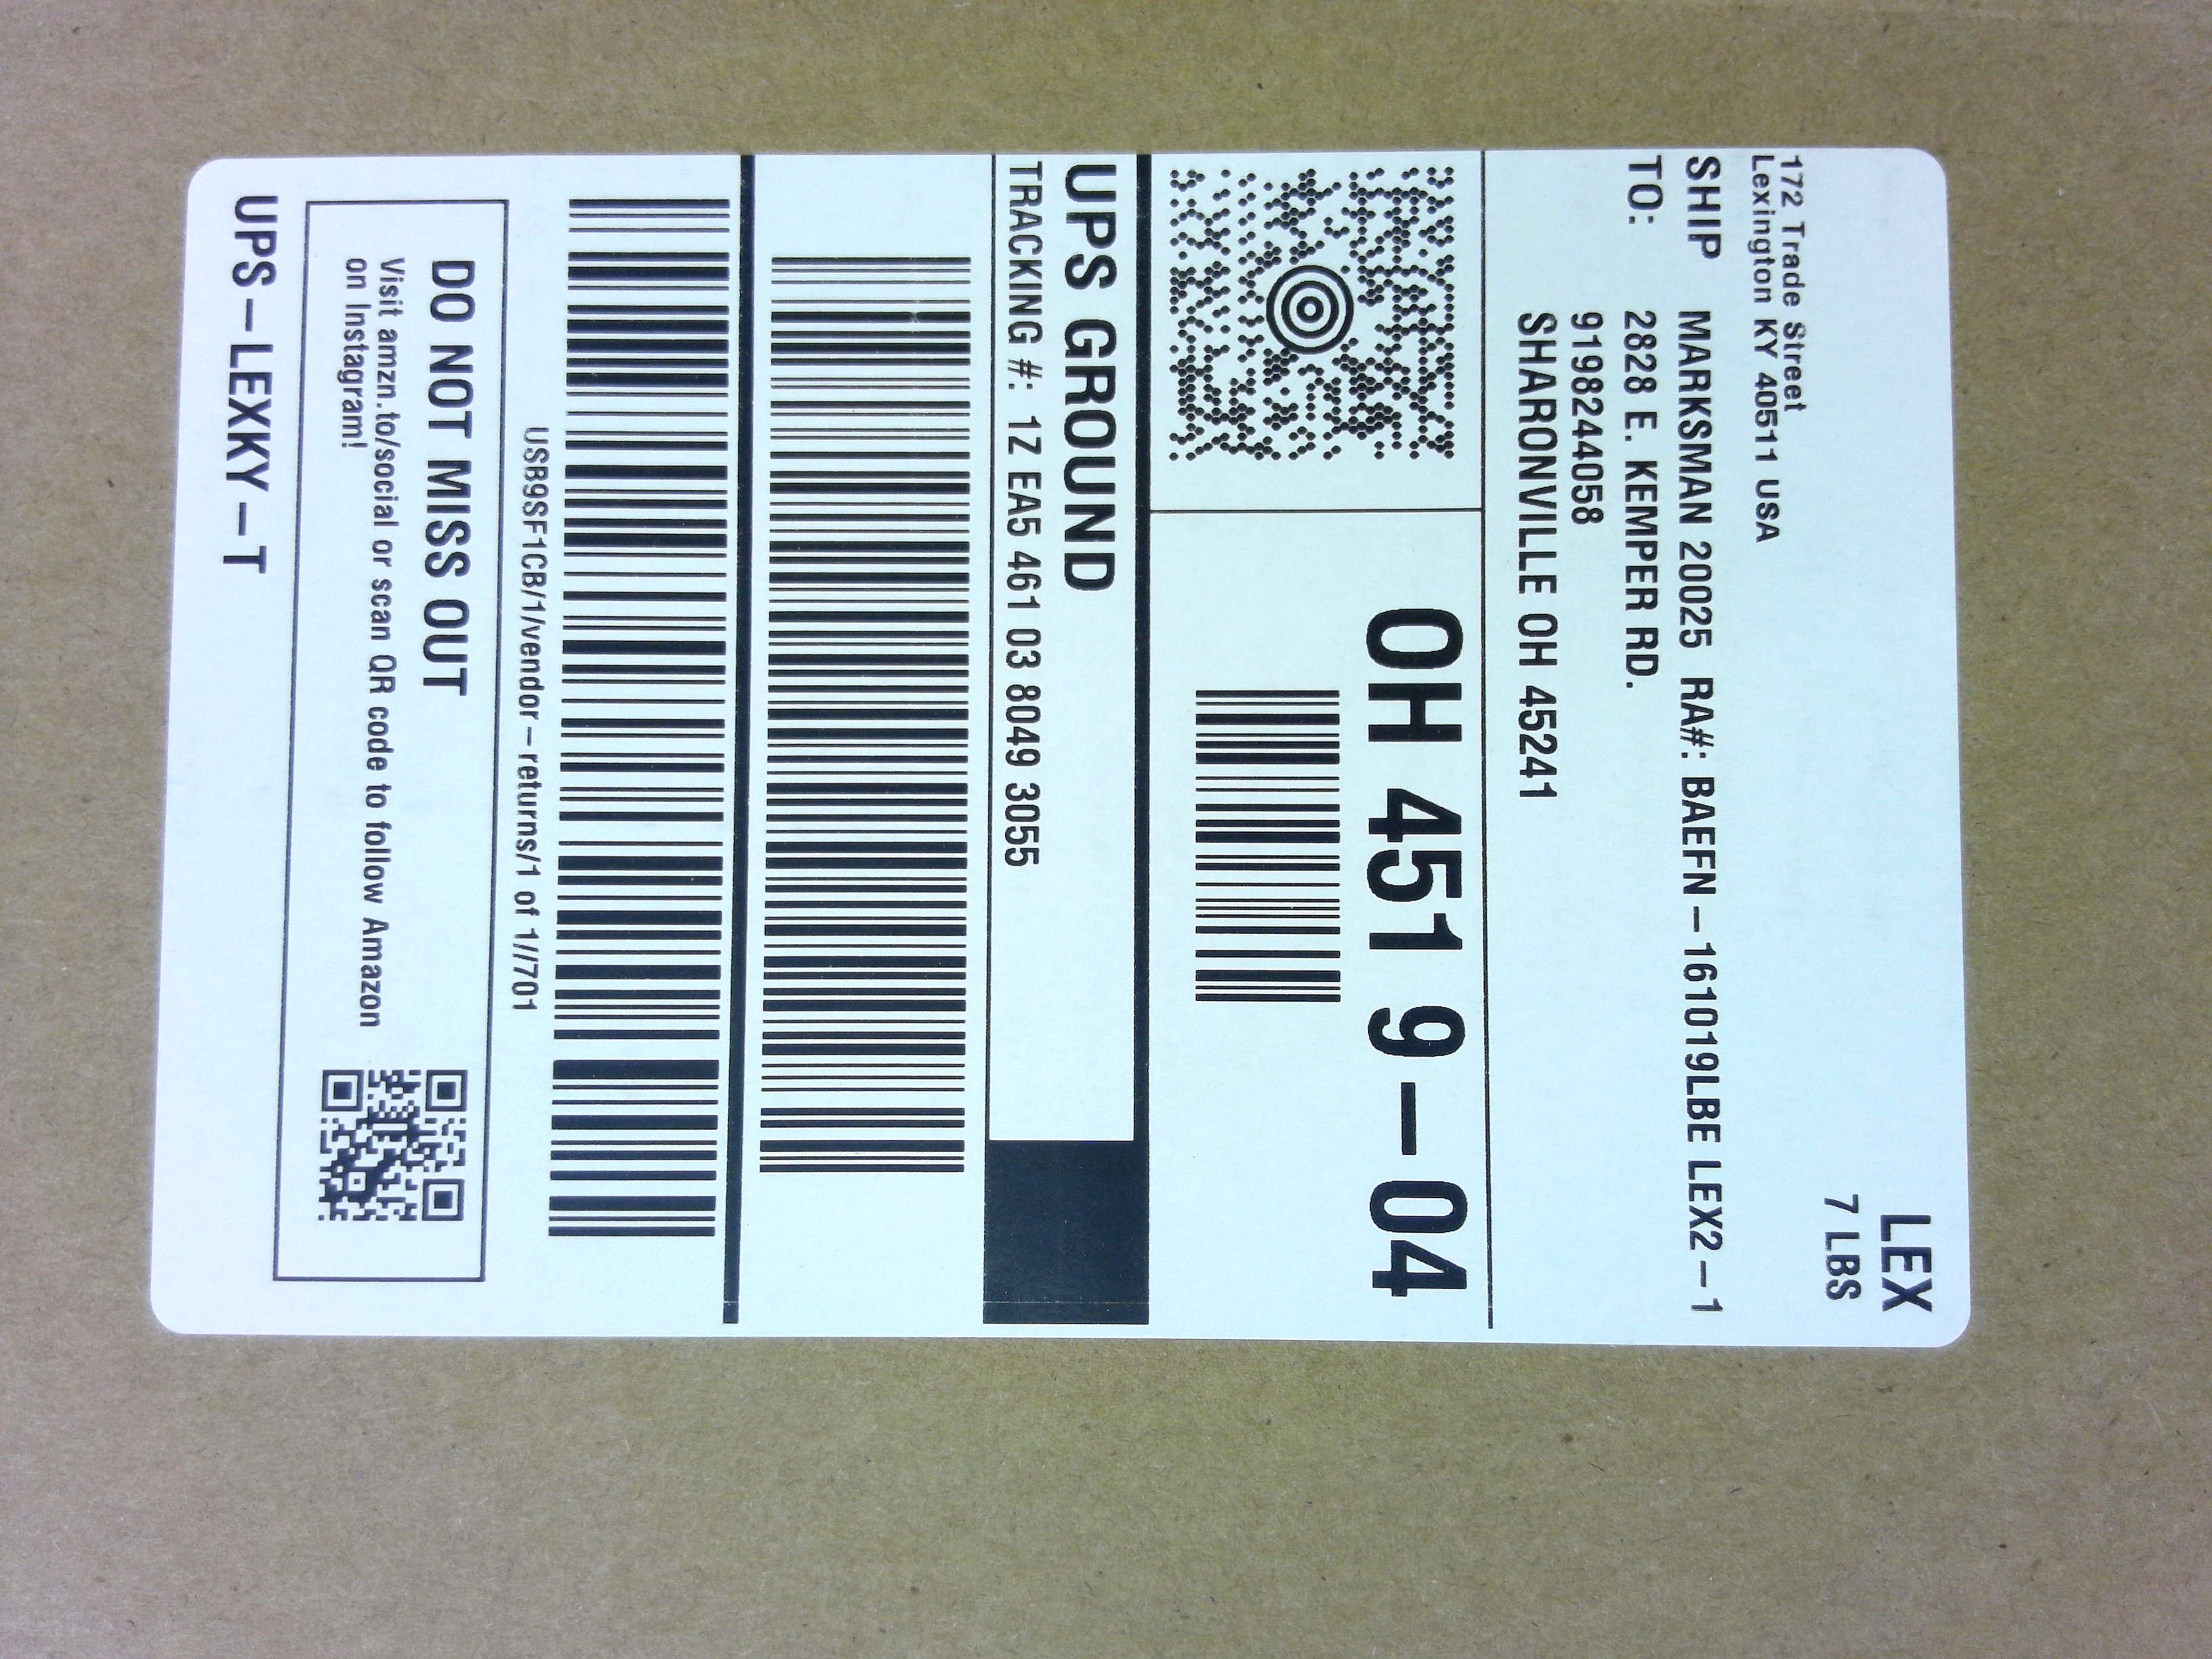 LEX
7 LBS
172 Trade Street
Lexington KY 40511 USA
SHIP MARKSMAN 20025 RA#: BAEFN-161019LBE LEX2-1
TO: 2828 E. KEMPER RD.
9198244058
SHARONVILLE OH 45241
OH 451 9-04
UPS GROUND
TRACKING #: 1Z EA5 461 03 8049 3055
USB9SF1CB/1/vendor-returns/1 of 1//701
DO NOT MISS OUT
Visit amzn.to/social or scan QR code to follow Amazon
on Instagram!
UPS-LEXKY-T